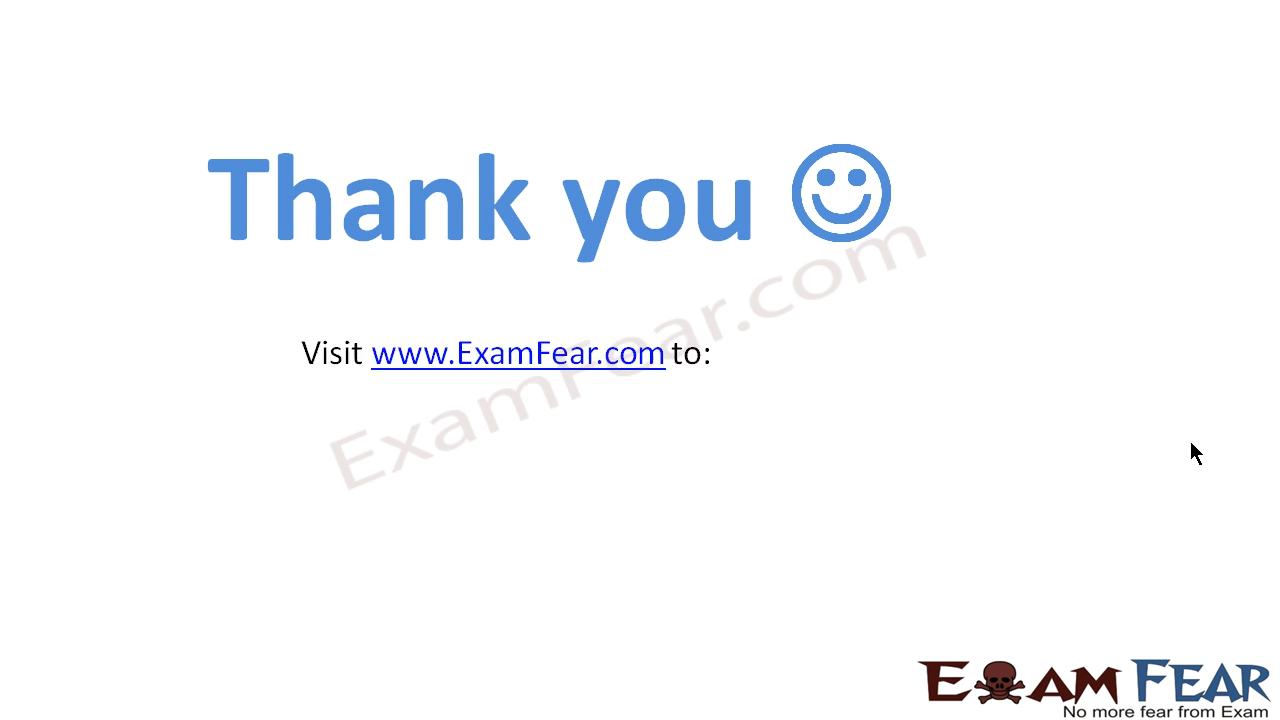 Thank you ☺
ExamFear.com
Visit www.ExamFear.com to:
EXAM FEAR
No more fear from Exam